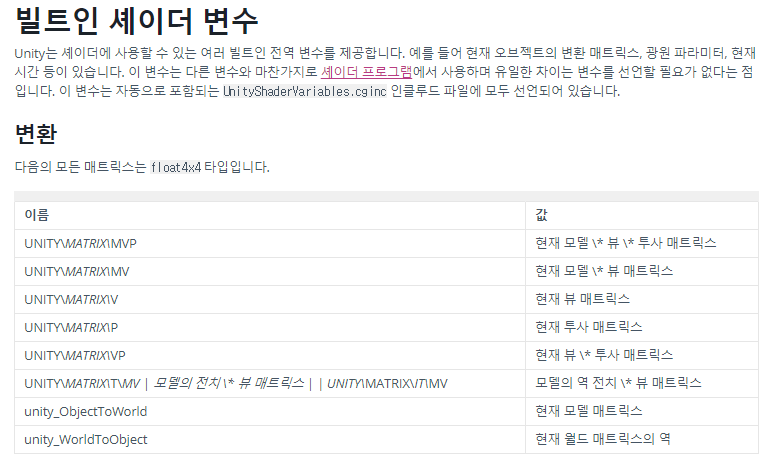 빌트인 셰이더 변수
Unity는 셰이더에 사용할 수 있는 여러 빌트인 전역 변수를 제공합니다. 예를 들어 현재 오브젝트의 변환 매트릭스, 광원 파라미터, 현재
시간 등이 있습니다. 이 변수는 다른 변수와 마찬가지로 셰이더 프로그램에서 사용하며 유일한 차이는 변수를 선언할 필요가 없다는 점
입니다. 이 변수는 자동으로 포함되는 UnityShaderVariables.cginc 인클루드 파일에 모두 선언되어 있습니다.
변환
다음의 모든 매트릭스는 float4x4 타입입니다.
이름 값
UNITY\MATRIX\MVP 현재 모델 \* 뷰 \* 투사 매트릭스
UNITY\MATRIX\MV 현재 모델 \* 뷰 매트릭스
UNITY\MATRIX\V 현재 뷰 매트릭스
UNITY\MATRIX\P 현재 투사 매트릭스
UNITY\MATRIX\VP 현재 뷰 \* 투사 매트릭스
UNITY\MATRIX\T\MV | 모델의 전치 \* 뷰 매트릭스 | | UNITY\MATRIX\IT\MV 모델의 역 전치 \* 뷰 매트릭스
unity_ObjectToWorld 현재 모델 매트릭스
unity_WorldToObject 현재 월드 매트릭스의 역